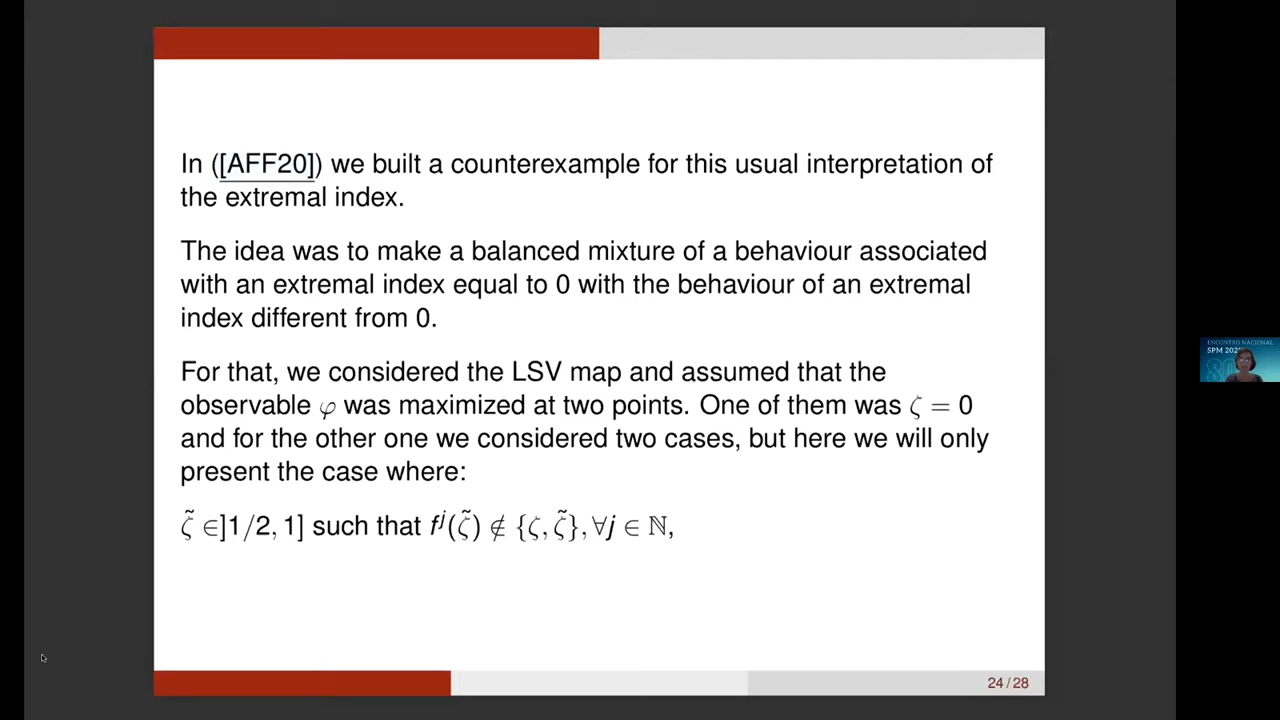 In ([AFF20]) we built a counterexample for this usual interpretation of
the extremal index.
The idea was to make a balanced mixture of a behaviour associated
with an extremal index equal to 0 with the behaviour of an extremal
index different from 0.
For that, we considered the LSV map and assumed that the
observable φ was maximized at two points. One of them was ζ = 0
and for the other one we considered two cases, but here we will only
present the case where:
ζ̃ ∈]1/2, 1] such that fʲ(ζ̃) ∉ {ζ, ζ̃}, ∀j ∈ ℕ,
24 / 28
ENCONTRO NACIONAL
SPM